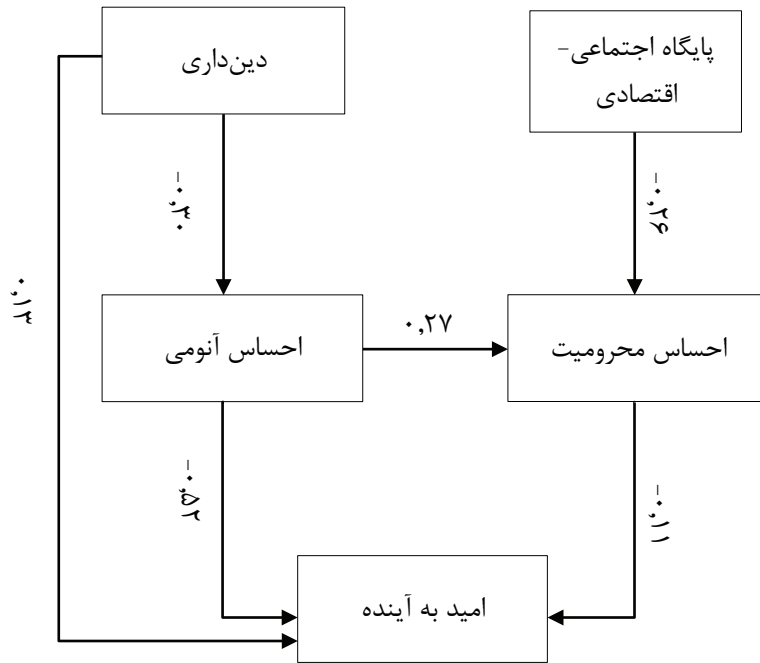 پایگاه اجتماعی-
اقتصادی
دین‌داری
-۰,۲۶
-۰,۳۰
۰,۱۳
احساس محرومیت
۰,۲۷
احساس آنومی
-۰,۱۱
-۰,۵۲
امید به آینده